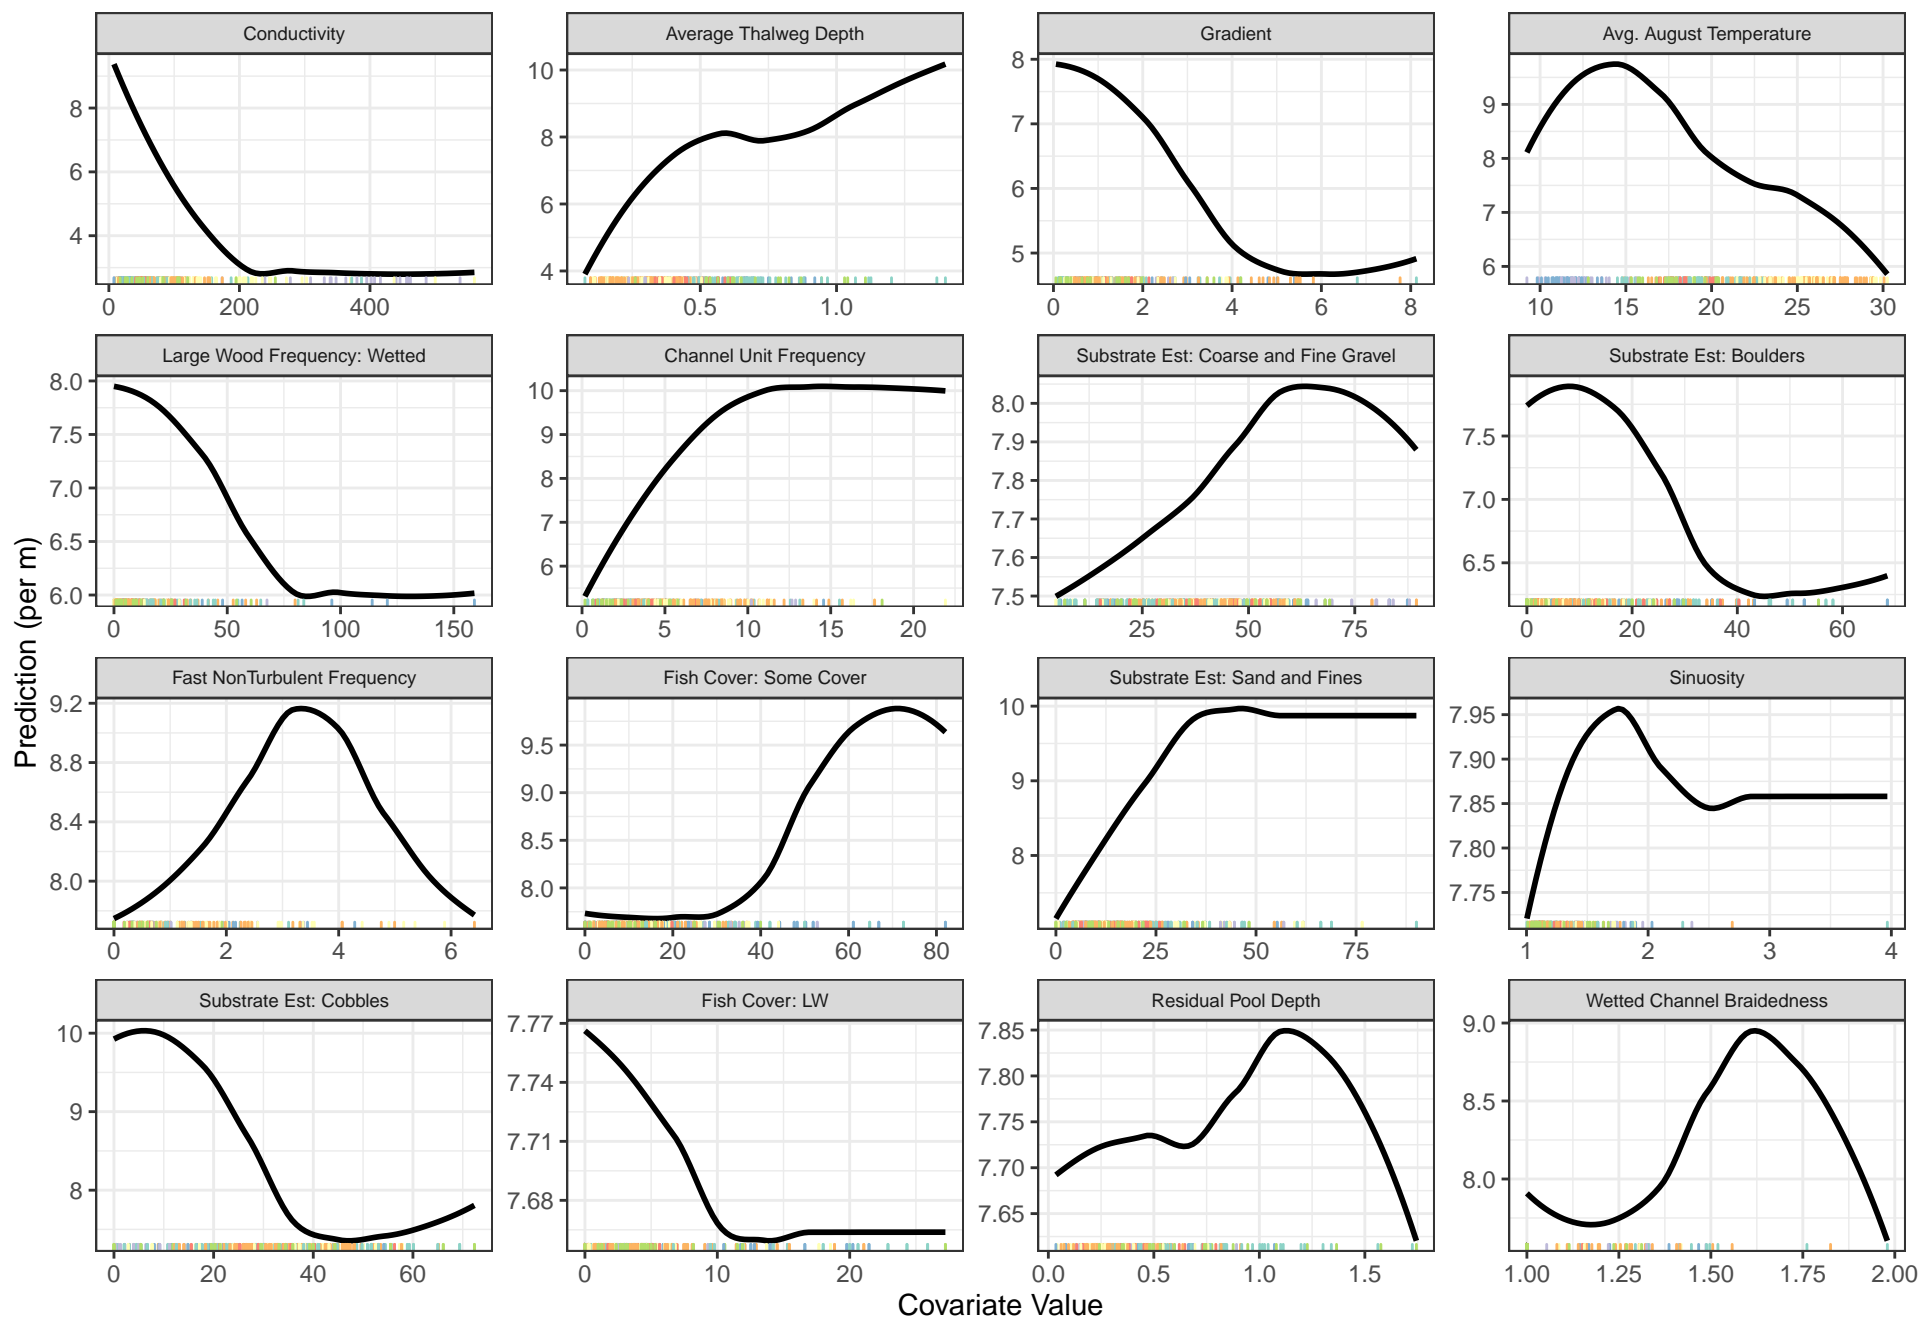 Conductivity
Average Thalweg Depth
Gradient
Avg. August Temperature
8
6
4
0 200 400
10
8
6
4
0.5 1.0
8
7
6
5
0 2 4 6 8
9
8
7
6
10 15 20 25 30
Large Wood Frequency: Wetted
Channel Unit Frequency
Substrate Est: Coarse and Fine Gravel
Substrate Est: Boulders
8.0
7.5
7.0
6.5
6.0
0 50 100 150
10
9
8
7
6
0 5 10 15 20
8.0
7.9
7.8
7.7
7.6
7.5
25 50 75
7.5
7.0
6.5
0 20 40 60
Prediction (per m)
Fast NonTurbulent Frequency
Fish Cover: Some Cover
Substrate Est: Sand and Fines
Sinuosity
9.2
8.8
8.4
8.0
0 2 4 6
9.5
9.0
8.5
8.0
0 20 40 60 80
10
9
8
0 25 50 75
7.95
7.90
7.85
7.80
7.75
1 2 3 4
Substrate Est: Cobbles
Fish Cover: LW
Residual Pool Depth
Wetted Channel Braidedness
10
9
8
0 20 40 60
7.77
7.74
7.71
7.68
0 10 20
7.85
7.80
7.75
7.70
7.65
0.0 0.5 1.0 1.5
9.0
8.5
8.0
1.00 1.25 1.50 1.75 2.00
Covariate Value